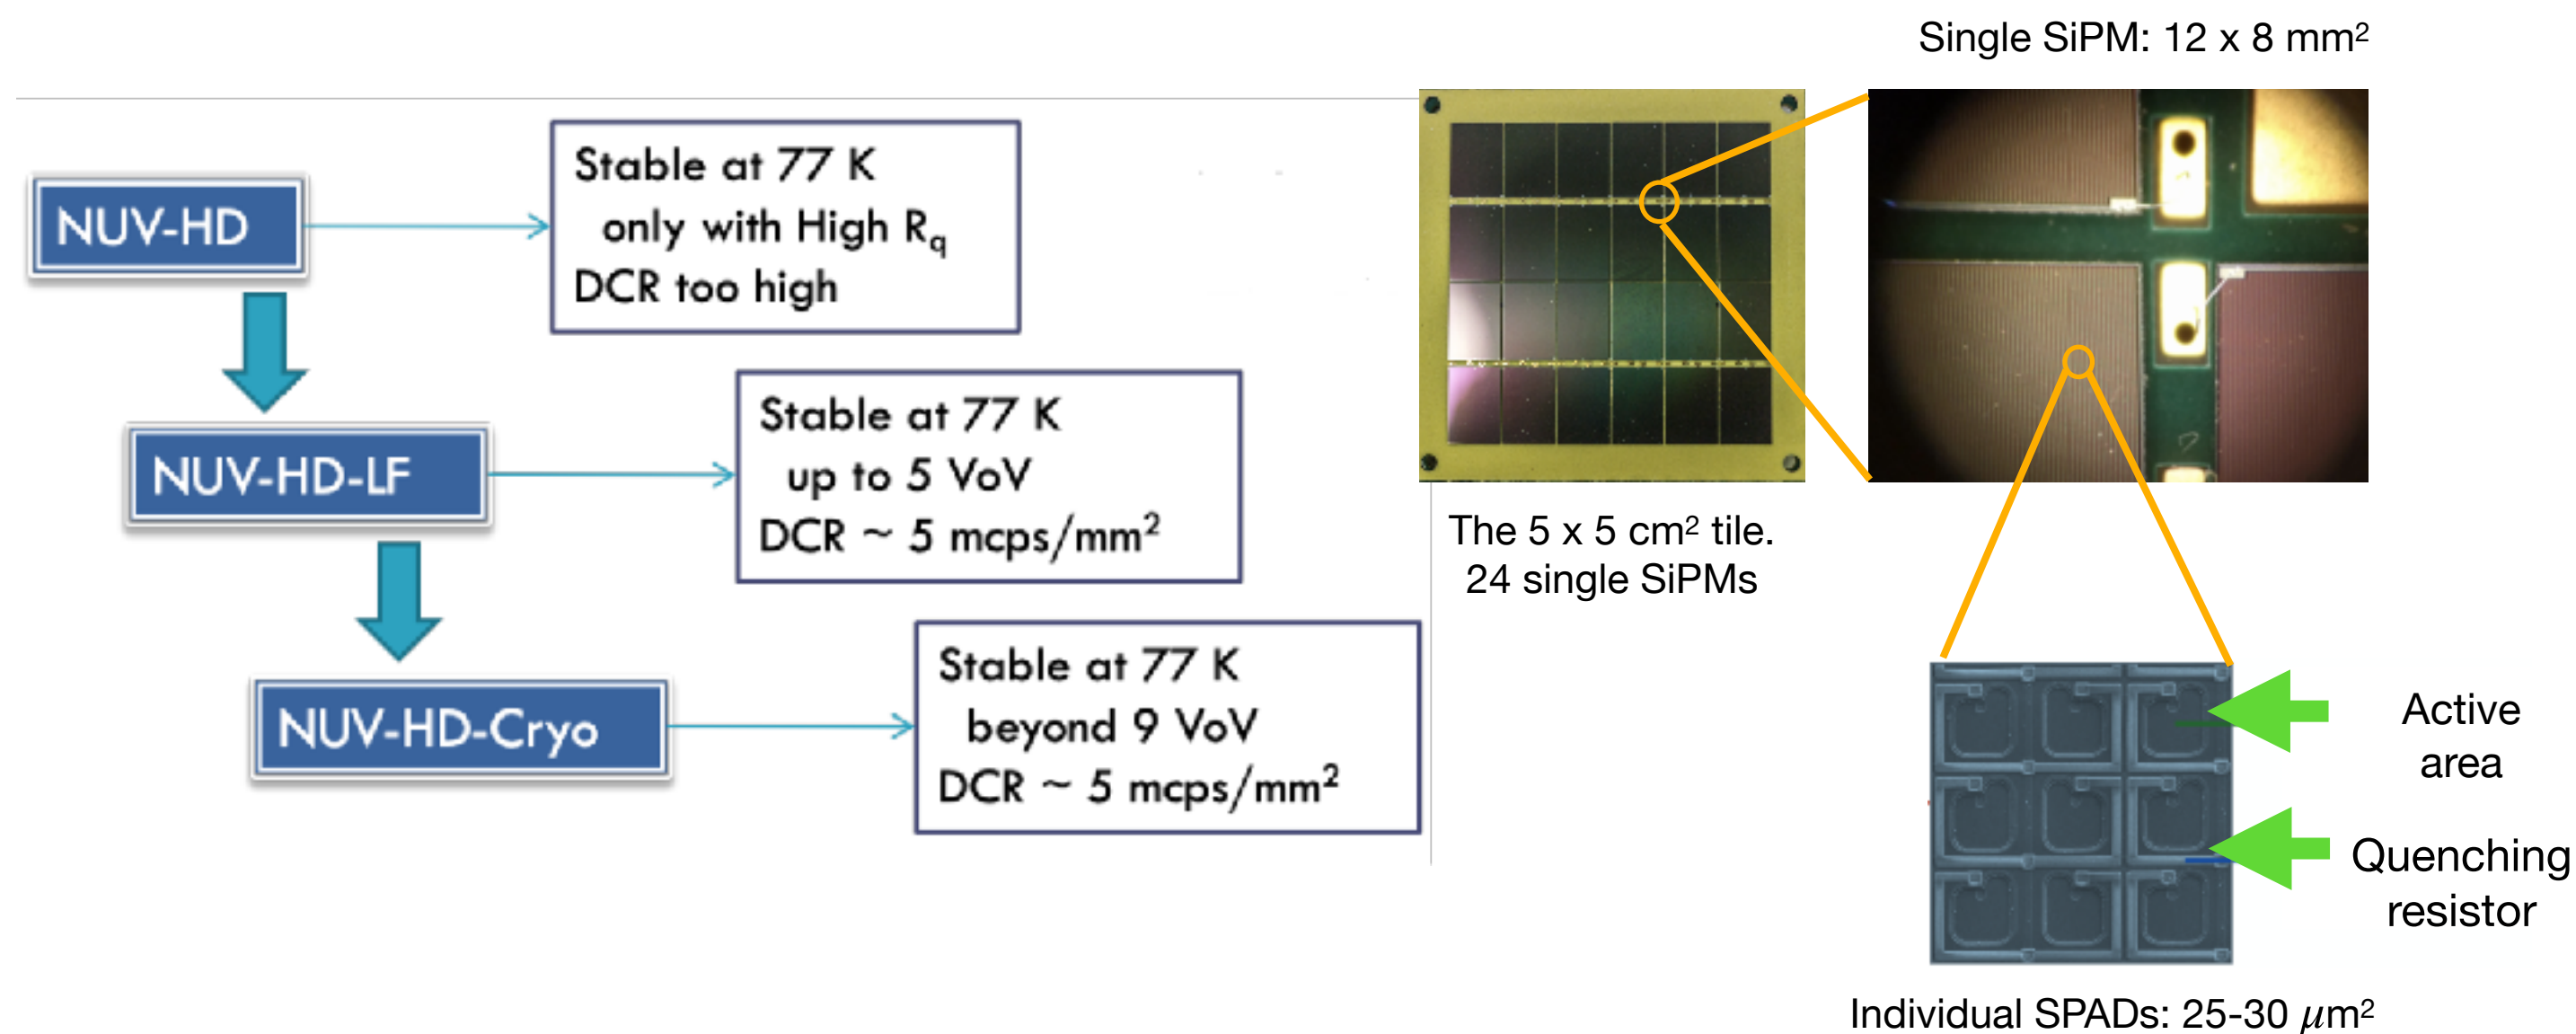 Single SiPM: 12 x 8 mm²
NUV-HD
Stable at 77 K
only with High Rq
DCR too high
NUV-HD-LF
Stable at 77 K
up to 5 VoV
DCR ~ 5 mcps/mm²
NUV-HD-Cryo
Stable at 77 K
beyond 9 VoV
DCR ~ 5 mcps/mm²
The 5 x 5 cm² tile.
24 single SiPMs
Active
area
Quenching
resistor
Individual SPADs: 25-30 μm²